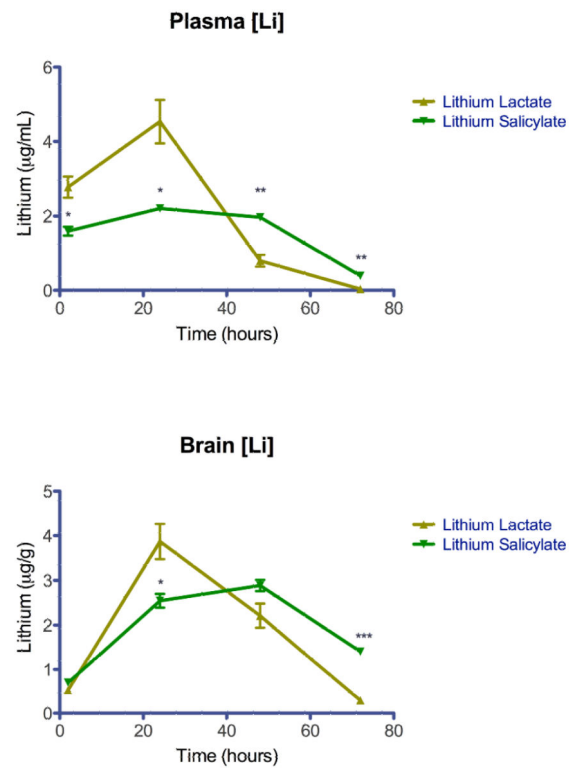 Plasma [Li]
6
4
2
0
Lithium (µg/mL)
0 20 40 60 80
Time (hours)
* * ** **
Lithium Lactate
Lithium Salicylate
Brain [Li]
5
4
3
2
1
0
Lithium (µg/g)
0 20 40 60 80
Time (hours)
* ***
Lithium Lactate
Lithium Salicylate